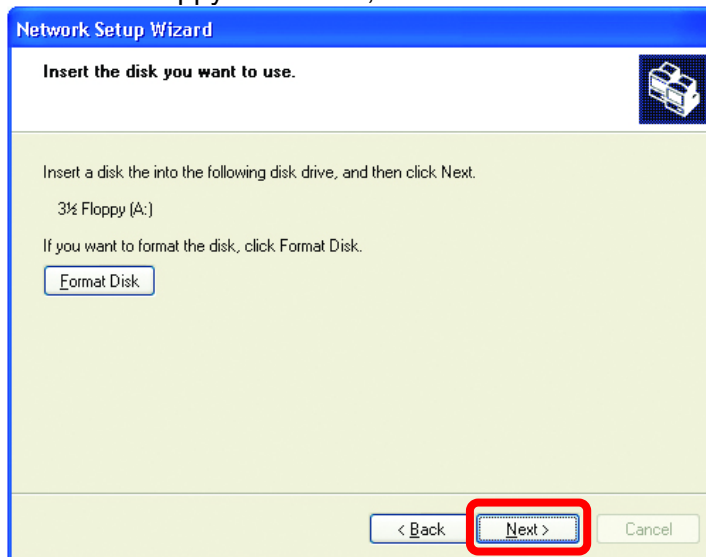 Network Setup Wizard
Insert the disk you want to use.
Insert a disk the into the following disk drive, and then click Next.
3½ Floppy (A:)
If you want to format the disk, click Format Disk.
Format Disk
< Back Next > Cancel